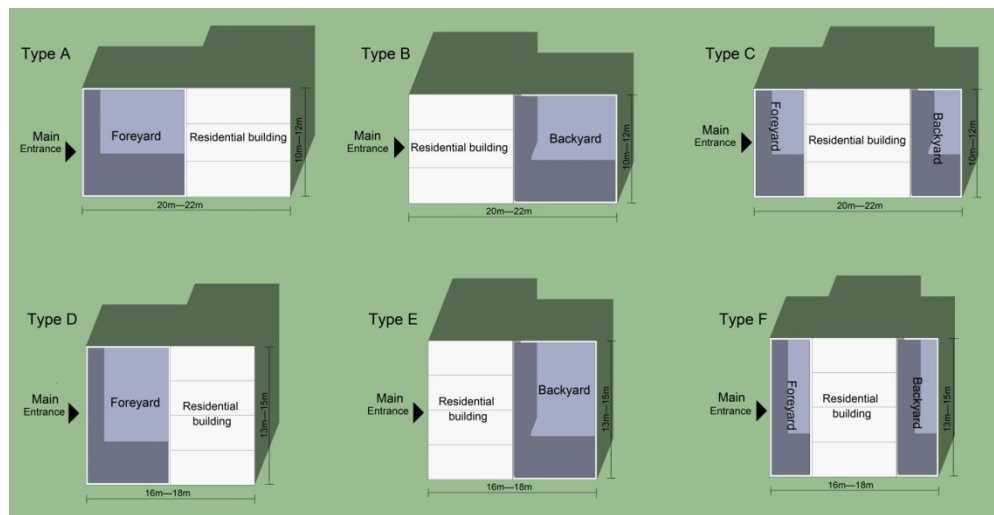 Type A
Main
Entrance
Foreyard
Residential building
10m—12m
20m—22m
Type B
Main
Entrance
Residential building
Backyard
10m—12m
20m—22m
Type C
Main
Entrance
Foreyard
Residential building
Backyard
10m—12m
20m—22m
Type D
Main
Entrance
Foreyard
Residential
building
13m—15m
16m—18m
Type E
Main
Entrance
Residential
building
Backyard
13m—15m
16m—18m
Type F
Main
Entrance
Foreyard
Residential
building
Backyard
13m—15m
16m—18m